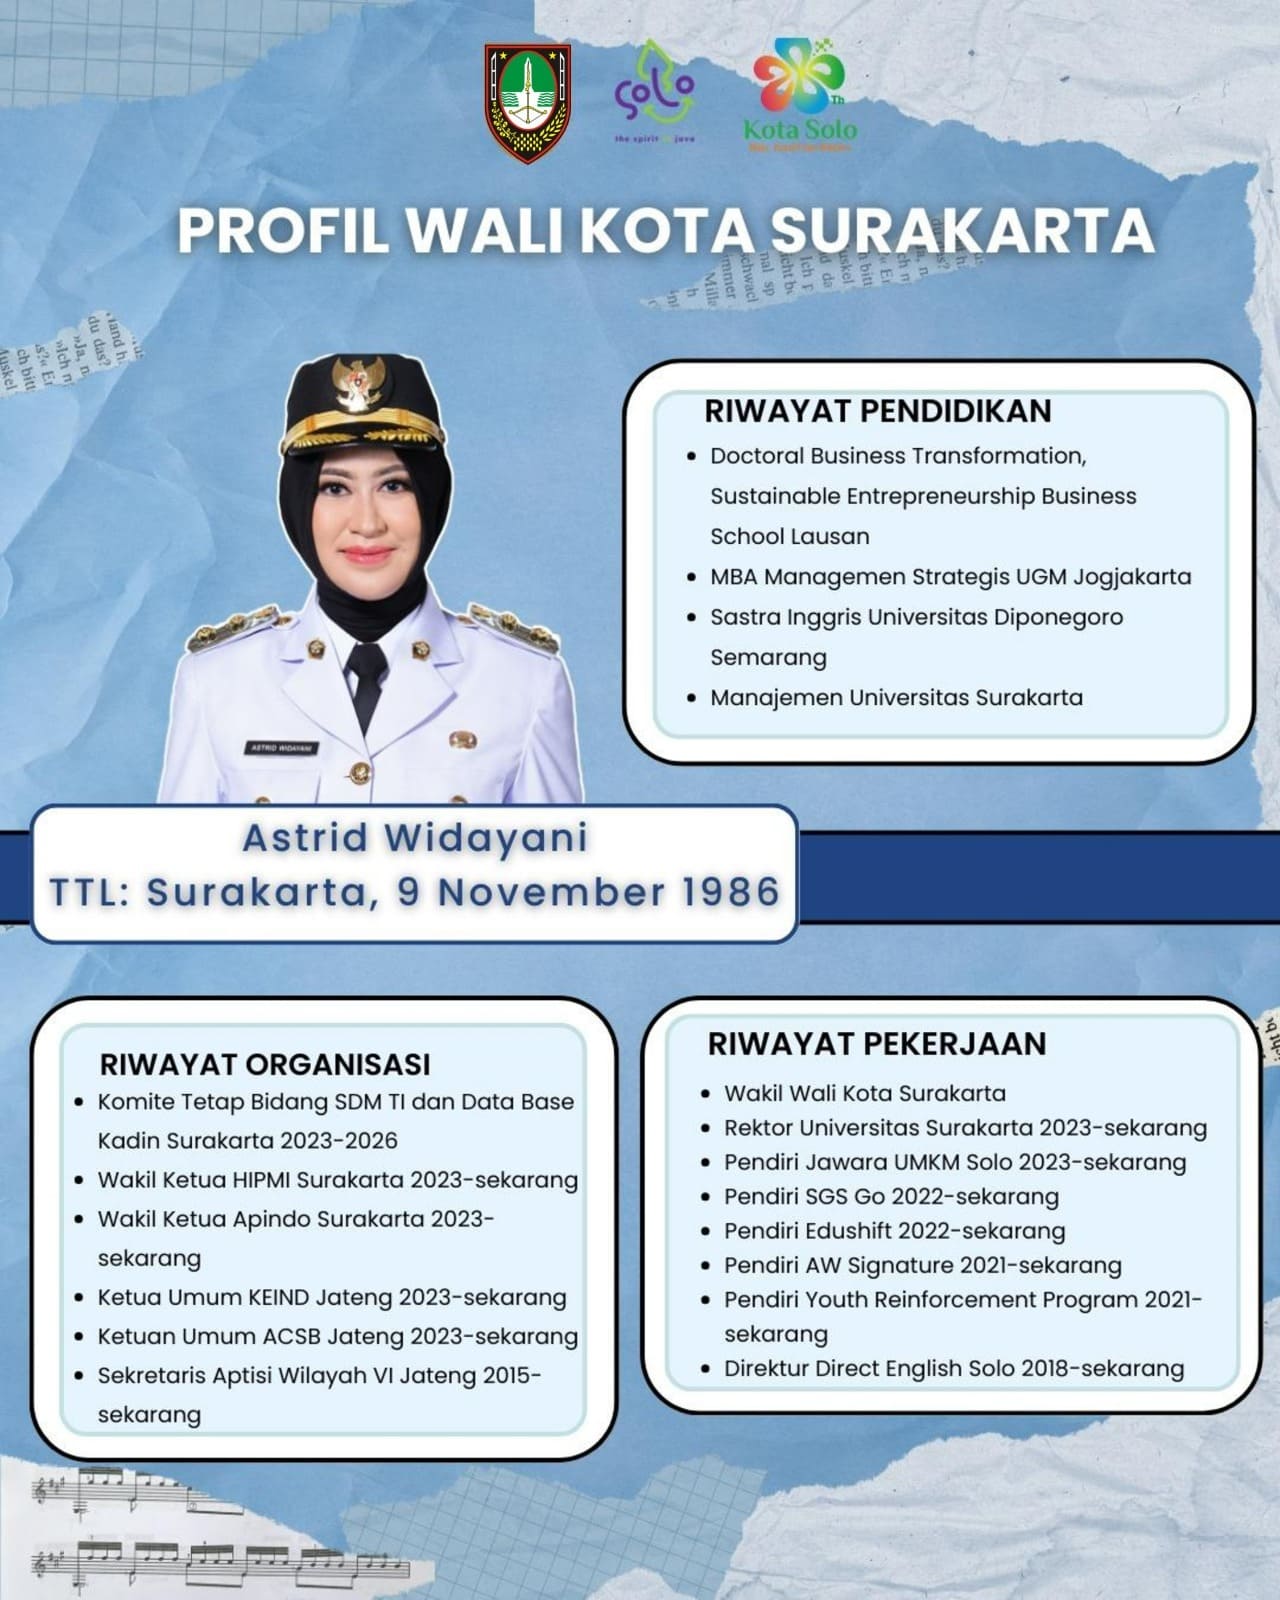 solo
the spirit of java
Th
Kota Solo
PROFIL WALI KOTA SURAKARTA
RIWAYAT PENDIDIKAN
• Doctoral Business Transformation,
Sustainable Entrepreneurship Business
School Lausan
• MBA Managemen Strategis UGM Jogjakarta
• Sastra Inggris Universitas Diponegoro
Semarang
• Manajemen Universitas Surakarta
ASTRID WIDAYANI
Astrid Widayani
TTL: Surakarta, 9 November 1986
RIWAYAT ORGANISASI
• Komite Tetap Bidang SDM TI dan Data Base
Kadin Surakarta 2023-2026
• Wakil Ketua HIPMI Surakarta 2023-sekarang
• Wakil Ketua Apindo Surakarta 2023-
sekarang
• Ketua Umum KEIND Jateng 2023-sekarang
• Ketuan Umum ACSB Jateng 2023-sekarang
• Sekretaris Aptisi Wilayah VI Jateng 2015-
sekarang
RIWAYAT PEKERJAAN
• Wakil Wali Kota Surakarta
• Rektor Universitas Surakarta 2023-sekarang
• Pendiri Jawara UMKM Solo 2023-sekarang
• Pendiri SGS Go 2022-sekarang
• Pendiri Edushift 2022-sekarang
• Pendiri AW Signature 2021-sekarang
• Pendiri Youth Reinforcement Program 2021-
sekarang
• Direktur Direct English Solo 2018-sekarang